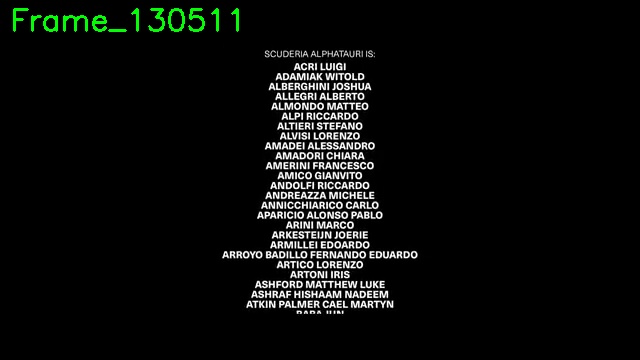 Frame_130511
SCUDERIA ALPHATAURI IS:
ACRI LUIGI
ADAMIAK WITOLD
ALBERGHINI JOSHUA
ALLEGRI ALBERTO
ALMONDO MATTEO
ALPI RICCARDO
ALTIERI STEFANO
ALVISI LORENZO
AMADEI ALESSANDRO
AMADORI CHIARA
AMERINI FRANCESCO
AMICO GIANVITO
ANDOLFI RICCARDO
ANDREAZZA MICHELE
ANNICCHIARICO CARLO
APARICIO ALONSO PABLO
ARINI MARCO
ARKESTEIJN JOERIE
ARMILLEI EDOARDO
ARROYO BADILLO FERNANDO EDUARDO
ARTICO LORENZO
ARTONI IRIS
ASHFORD MATTHEW LUKE
ASHRAF HISHAAM NADEEM
ATKIN PALMER CAEL MARTYN